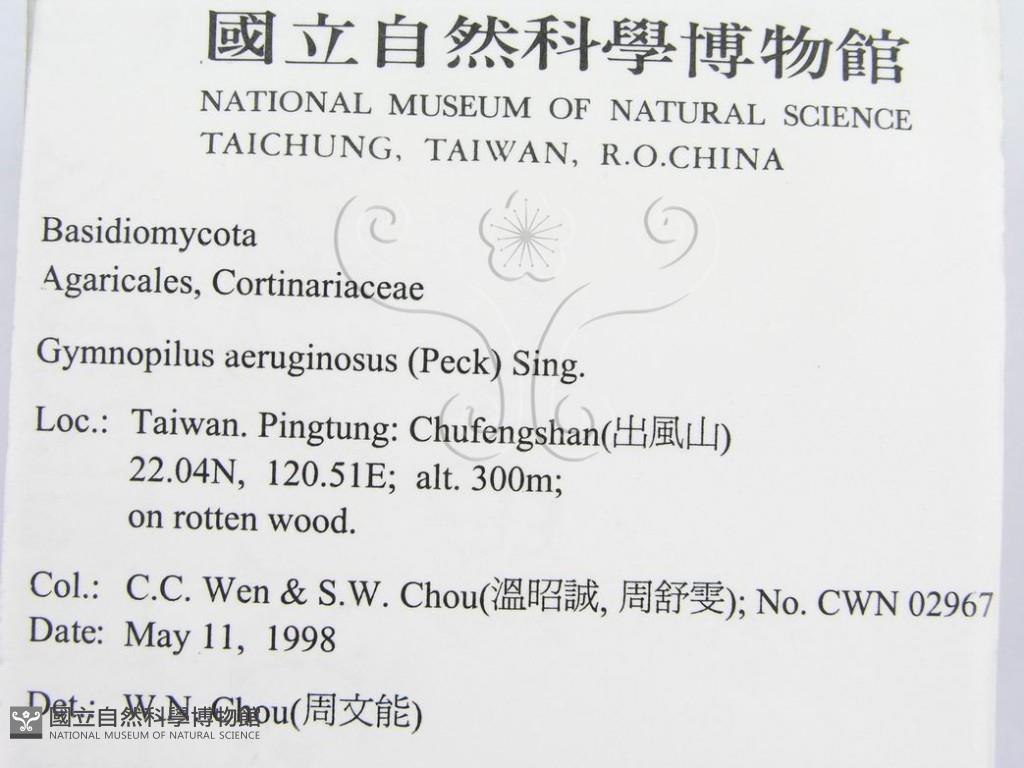 國立自然科學博物館
NATIONAL MUSEUM OF NATURAL SCIENCE
TAICHUNG, TAIWAN, R.O.CHINA
Basidiomycota
Agaricales, Cortinariaceae
Gymnopilus aeruginosus (Peck) Sing.
Loc.: Taiwan. Pingtung: Chufengshan(出風山)
22.04N, 120.51E; alt. 300m;
on rotten wood.
Col.: C.C. Wen & S.W. Chou(溫昭誠, 周舒雯); No. CWN 02967
Date: May 11, 1998
Det.: W.N. Chou(周文能)
國立自然科學博物館
NATIONAL MUSEUM OF NATURAL SCIENCE